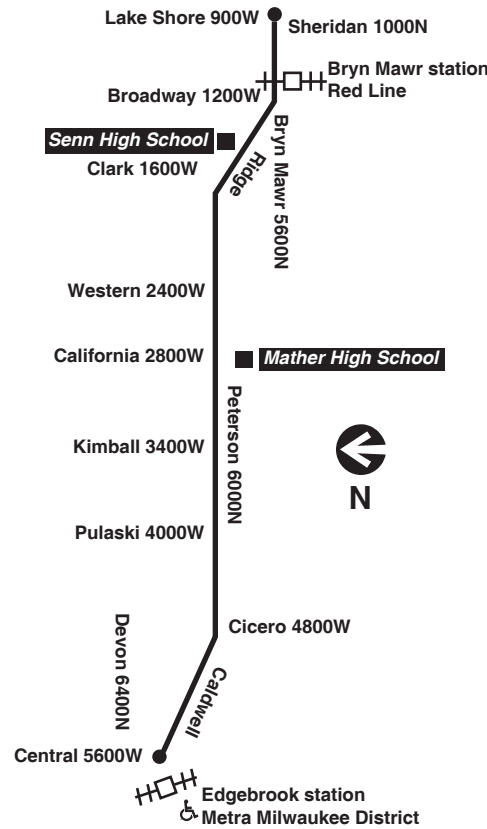 Lake Shore 900W
Sheridan 1000N
Bryn Mawr station
Red Line
Broadway 1200W
Bryn Mawr 5600N
Senn High School
Ridge
Clark 1600W
Western 2400W
California 2800W
Mather High School
Peterson 6000N
Kimball 3400W
N
Pulaski 4000W
Devon 6400N
Cicero 4800W
Caldwell
Central 5600W
Edgebrook station
Metra Milwaukee District